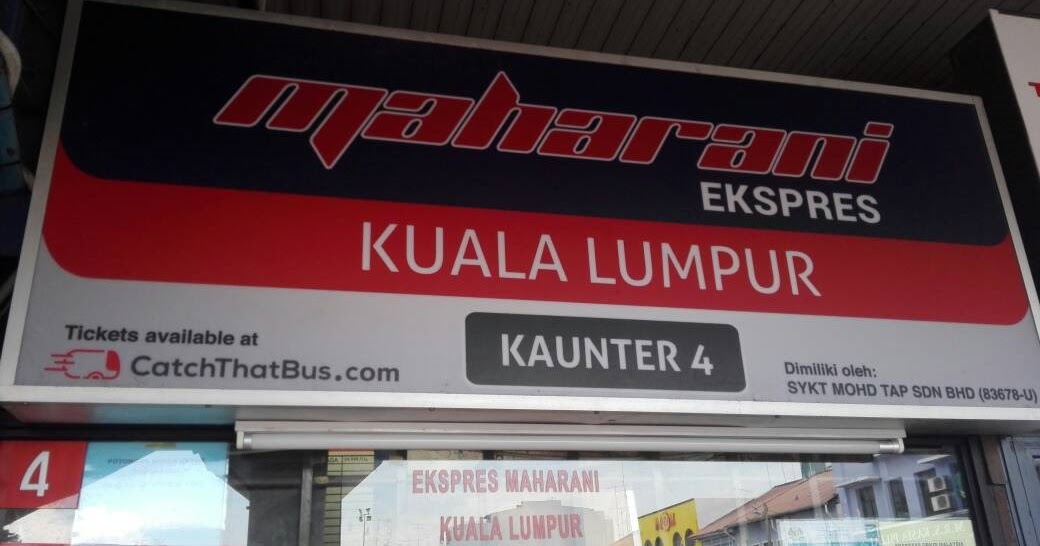 maharani
EKSPRES
KUALA LUMPUR
Tickets available at
CatchThatBus.com
KAUNTER 4
Dimiliki oleh:
SYKT MOHD TAP SDN BHD (83678-U)
4
EKSPRES MAHARANI
KUALA LUMPUR